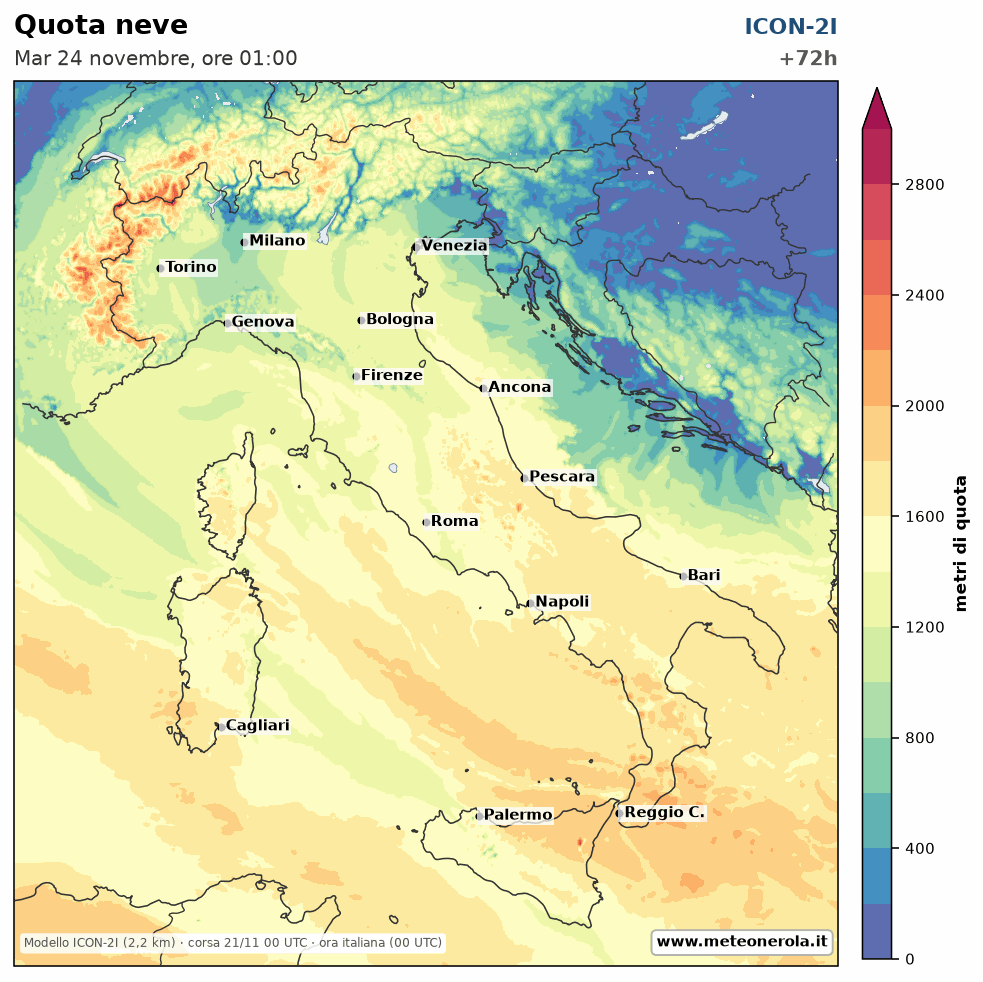 Quota neve
ICON-2I
Mar 24 novembre, ore 01:00
+72h
Milano
Venezia
Torino
Genova
Bologna
Firenze
Ancona
Pescara
Roma
Bari
Napoli
Cagliari
Palermo
Reggio C.
2800
2400
2000
1600
1200
800
400
0
metri di quota
Modello ICON-2I (2,2 km) · corsa 21/11 00 UTC · ora italiana (00 UTC)
www.meteonerola.it